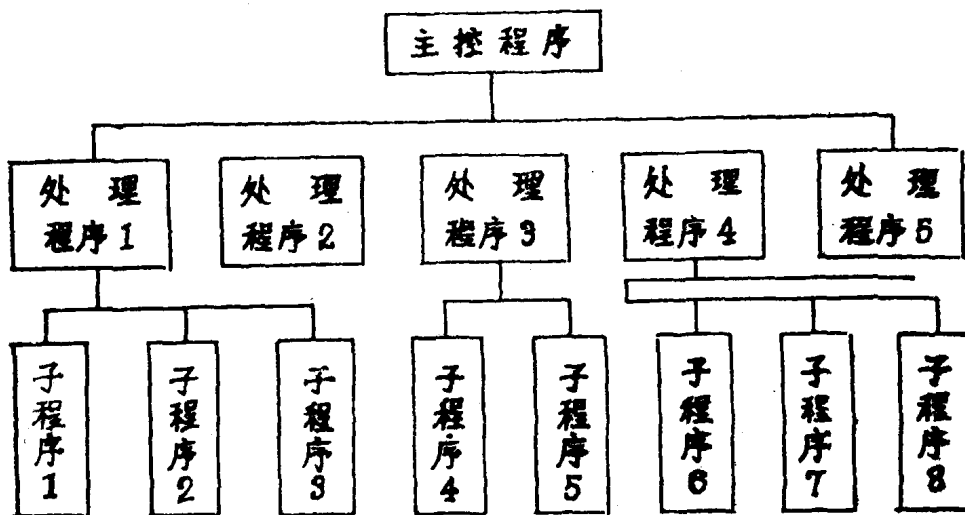 主控程序
处理
程序1
处理
程序2
处理
程序3
处理
程序4
处理
程序5
子程序1
子程序2
子程序3
子程序4
子程序5
子程序6
子程序7
子程序8